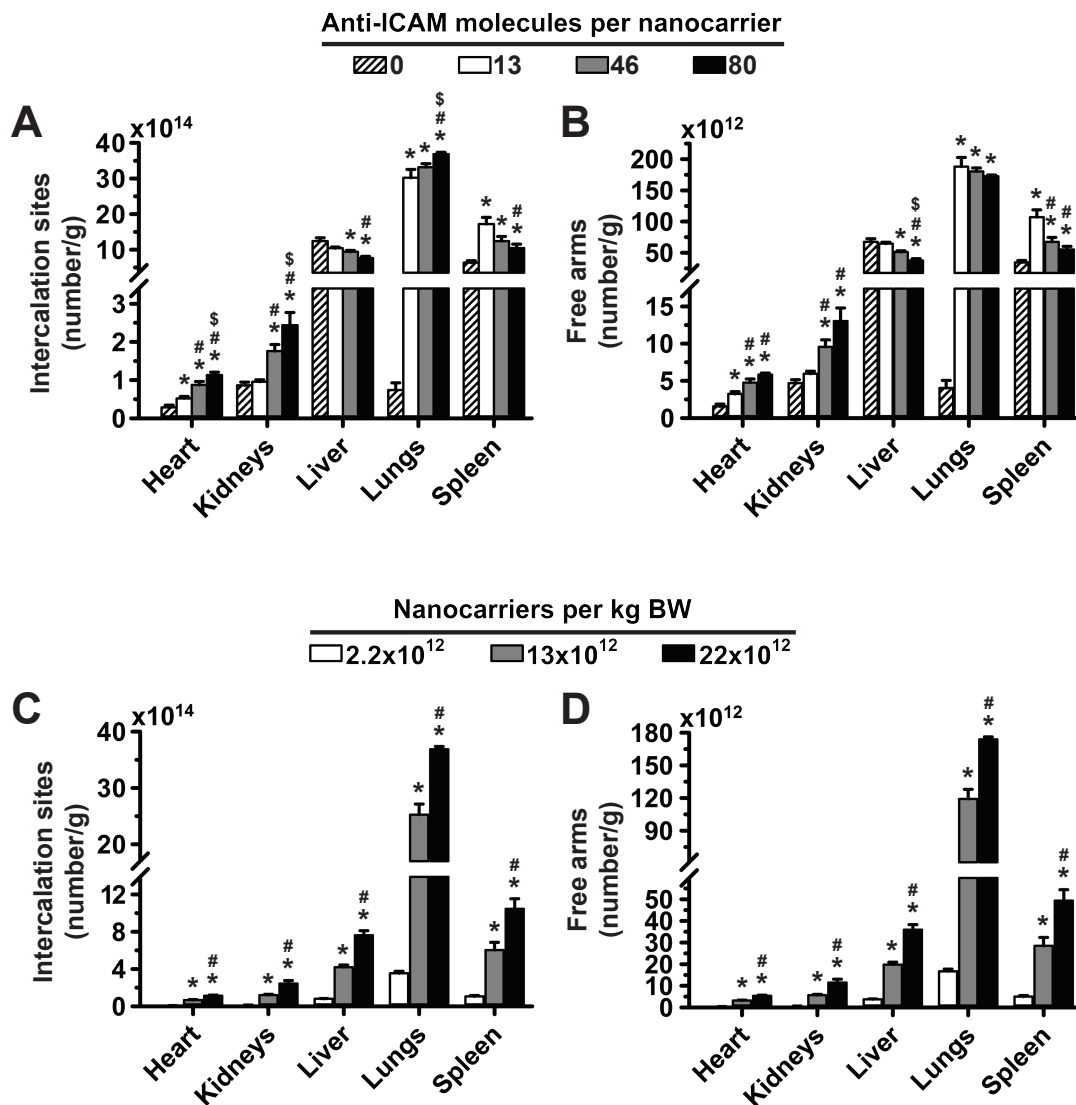 Anti-ICAM molecules per nanocarrier
0 13 46 80
A
x10¹⁴
Intercalation sites
(number/g)
40
30
20
10
3
2
1
0
* # * $ # *
# * $ # *
* # *
* * $ # *
* * # *
Heart Kidneys Liver Lungs Spleen
B
x10¹²
Free arms
(number/g)
200
150
100
50
15
10
5
0
* # * # *
# * # *
* $ # *
* * *
* # * # *
Heart Kidneys Liver Lungs Spleen
Nanocarriers per kg BW
2.2x10¹² 13x10¹² 22x10¹²
C
x10¹⁴
Intercalation sites
(number/g)
40
30
20
12
8
4
0
* # *
* # *
* # *
* # *
* # *
Heart Kidneys Liver Lungs Spleen
D
x10¹²
Free arms
(number/g)
180
150
120
90
50
40
30
20
10
0
* # *
* # *
* # *
* # *
* # *
Heart Kidneys Liver Lungs Spleen